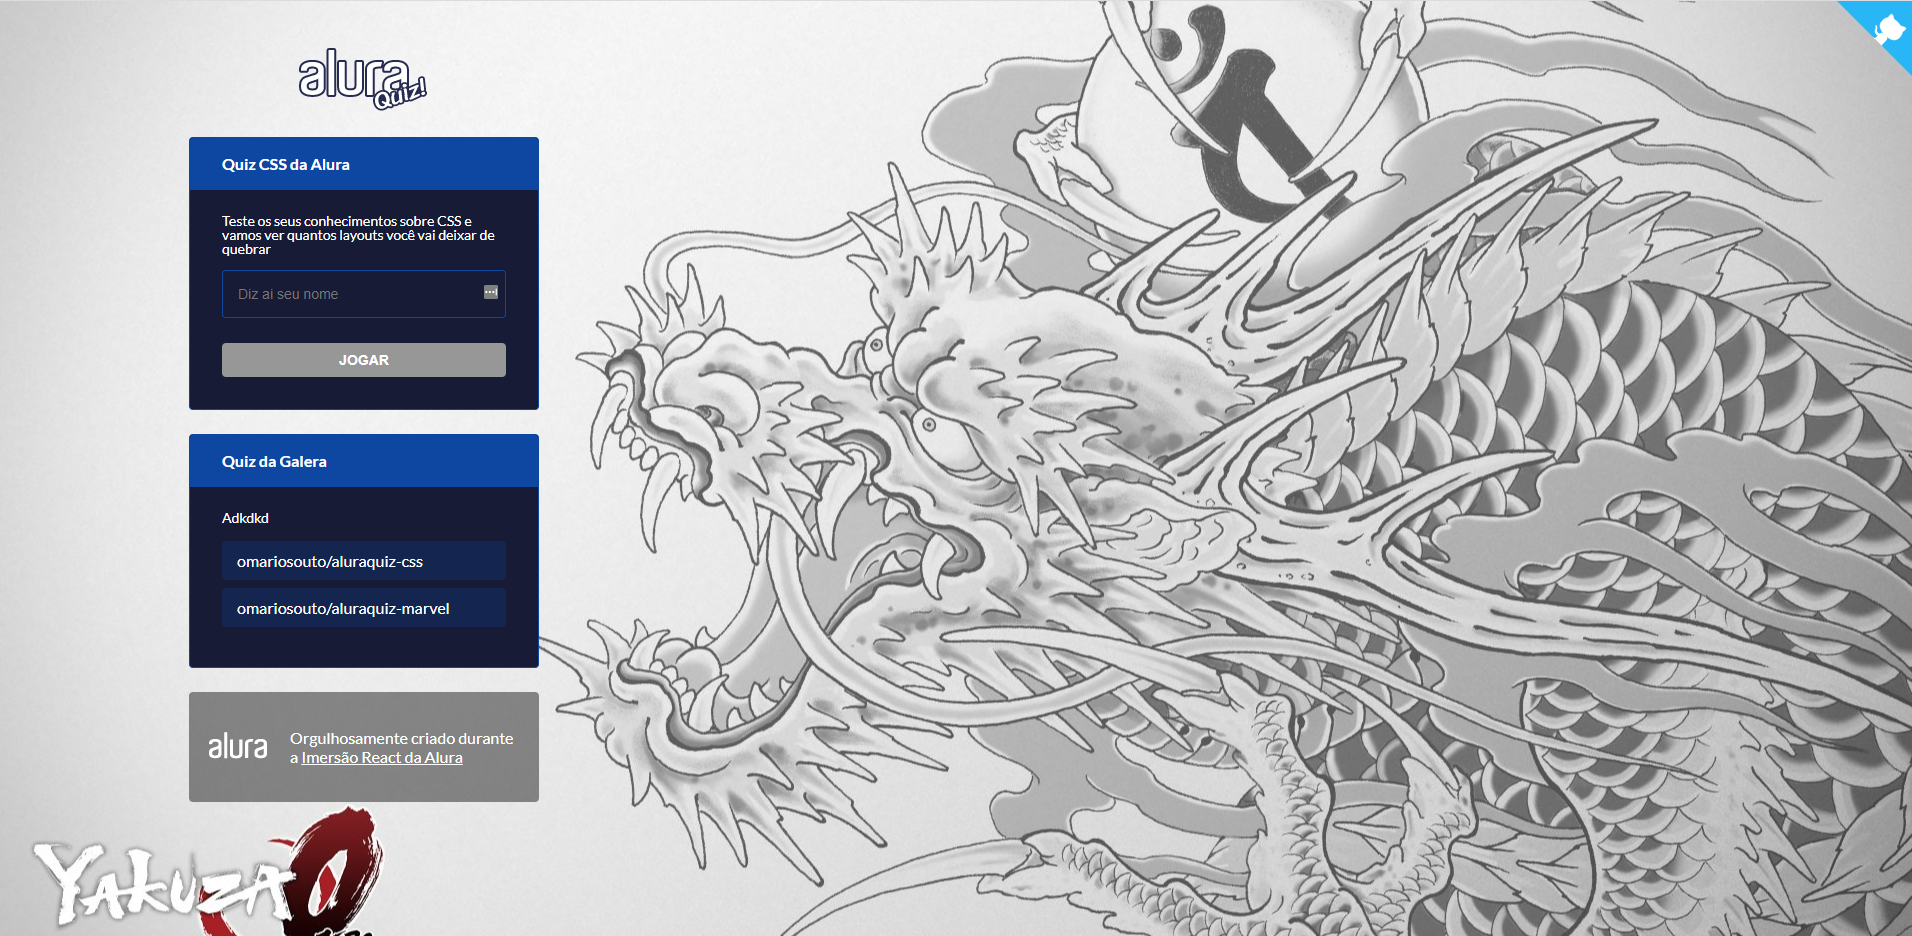 alura
Quiz!
Quiz CSS da Alura
Teste os seus conhecimentos sobre CSS e
vamos ver quantos layouts você vai deixar de
quebrar
Diz ai seu nome
JOGAR
Quiz da Galera
Adkdkd
omariosouto/aluraquiz-css
omariosouto/aluraquiz-marvel
alura
Orgulhosamente criado durante
a Imersão React da Alura
YAKUZA 0